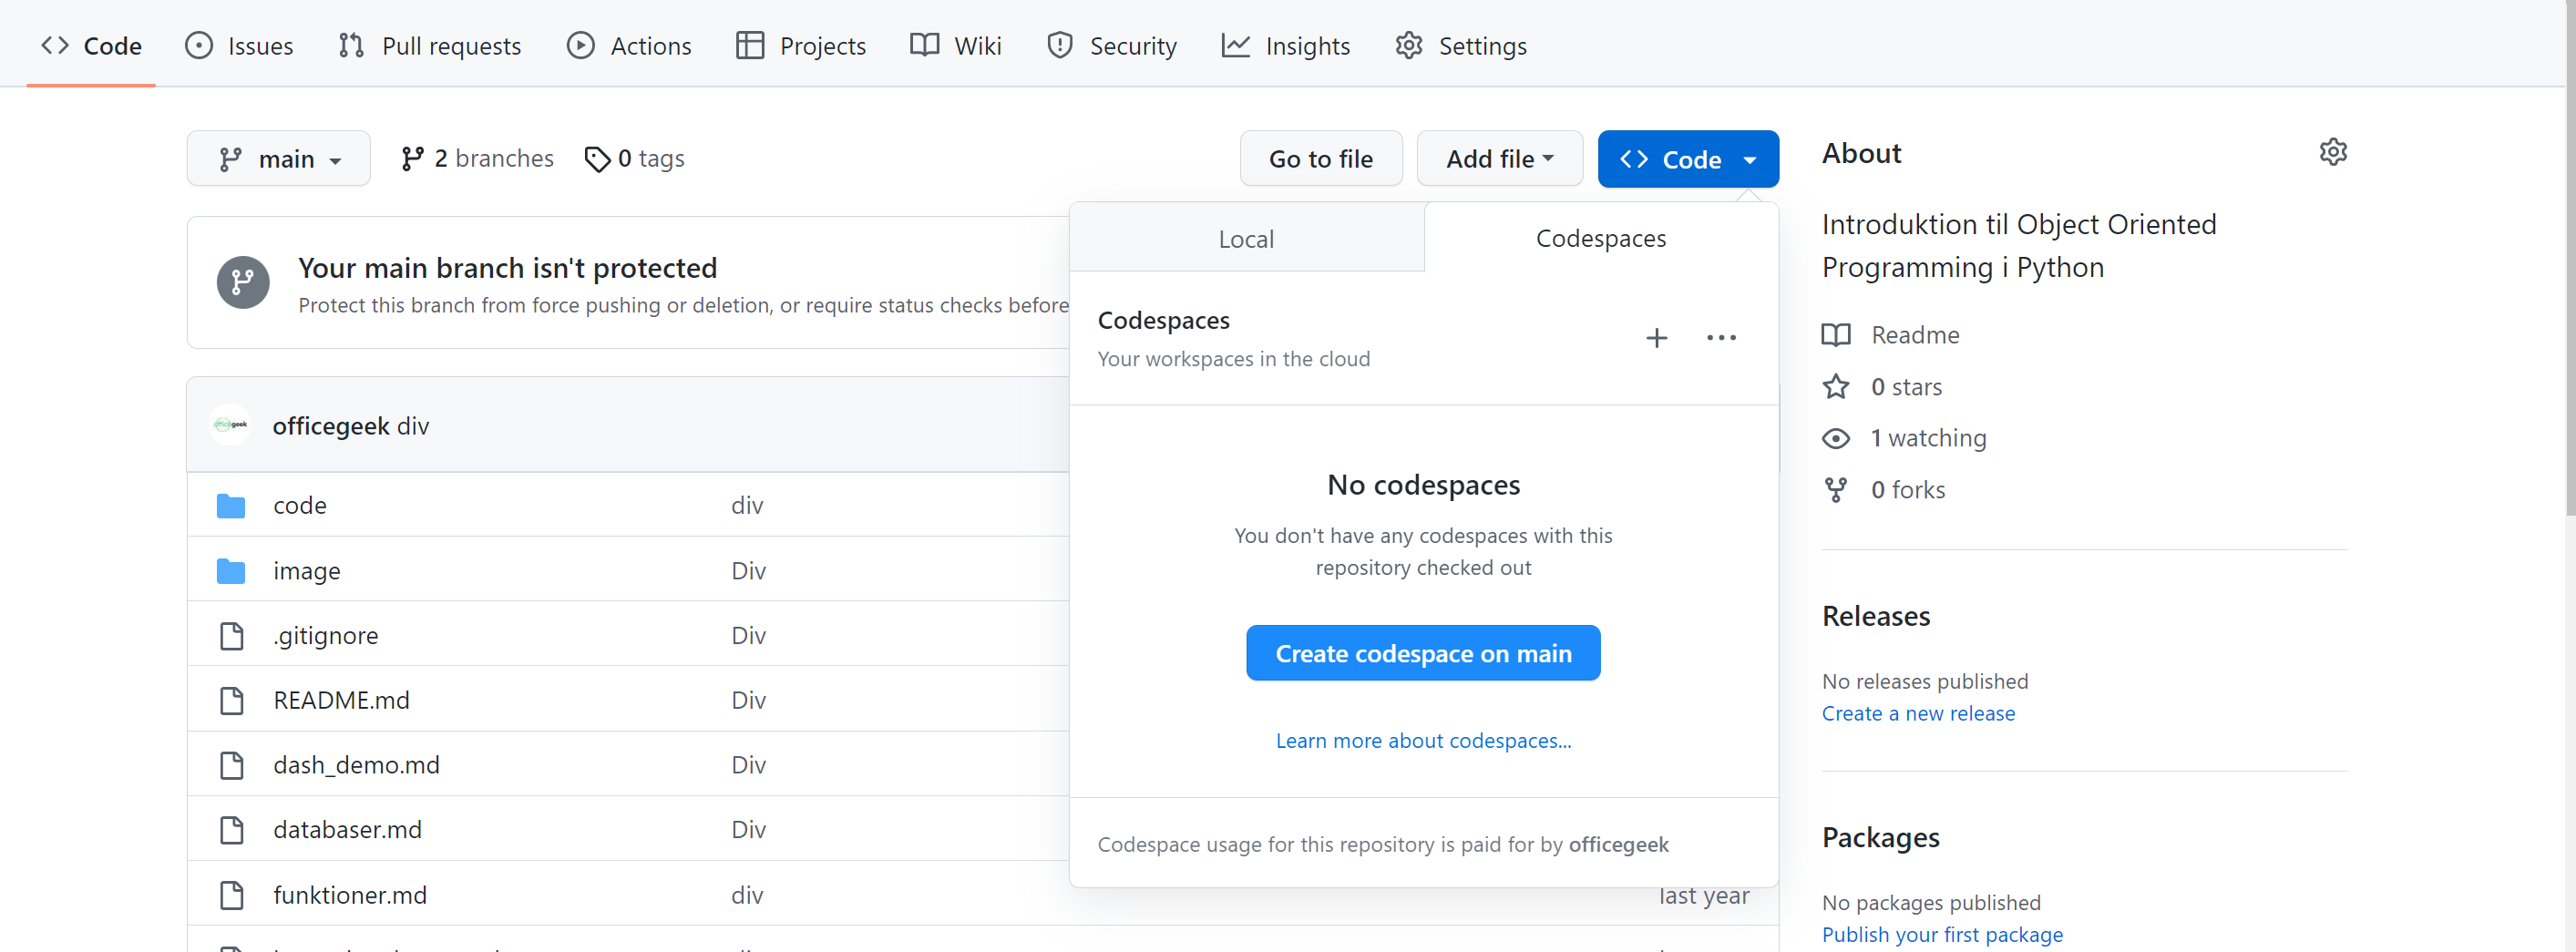 Code Issues Pull requests Actions Projects Wiki Security Insights Settings
main 2 branches 0 tags Go to file Add file Code
Your main branch isn't protected
Protect this branch from force pushing or deletion, or require status checks before
officegeek div
code div
image Div
.gitignore Div
README.md Div
dash_demo.md Div
databaser.md Div
funktioner.md div last year
Local Codespaces
Codespaces
Your workspaces in the cloud
No codespaces
You don't have any codespaces with this
repository checked out
Create codespace on main
Learn more about codespaces...
Codespace usage for this repository is paid for by officegeek
About
Introduktion til Object Oriented
Programming i Python
Readme
0 stars
1 watching
0 forks
Releases
No releases published
Create a new release
Packages
No packages published
Publish your first package